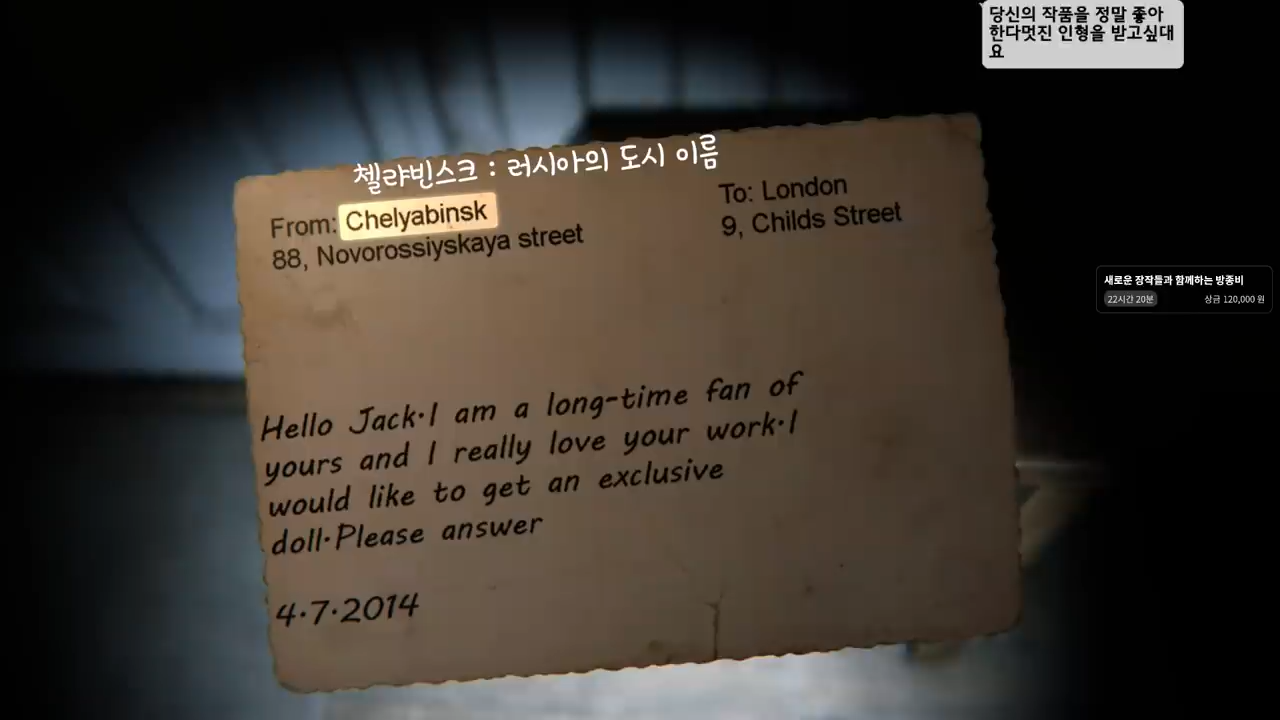 당신의 작품을 정말 좋아
한다멋진 인형을 받고싶대
요
첼랴빈스크 : 러시아의 도시 이름
From: Chelyabinsk
88, Novorossiyskaya street
To: London
9, Childs Street
새로운 장작들과 함께하는 방종비
22시간 20분
상금 120,000 원
Hello Jack.I am a long-time fan of
yours and I really love your work.I
would like to get an exclusive
doll.Please answer
4.7.2014